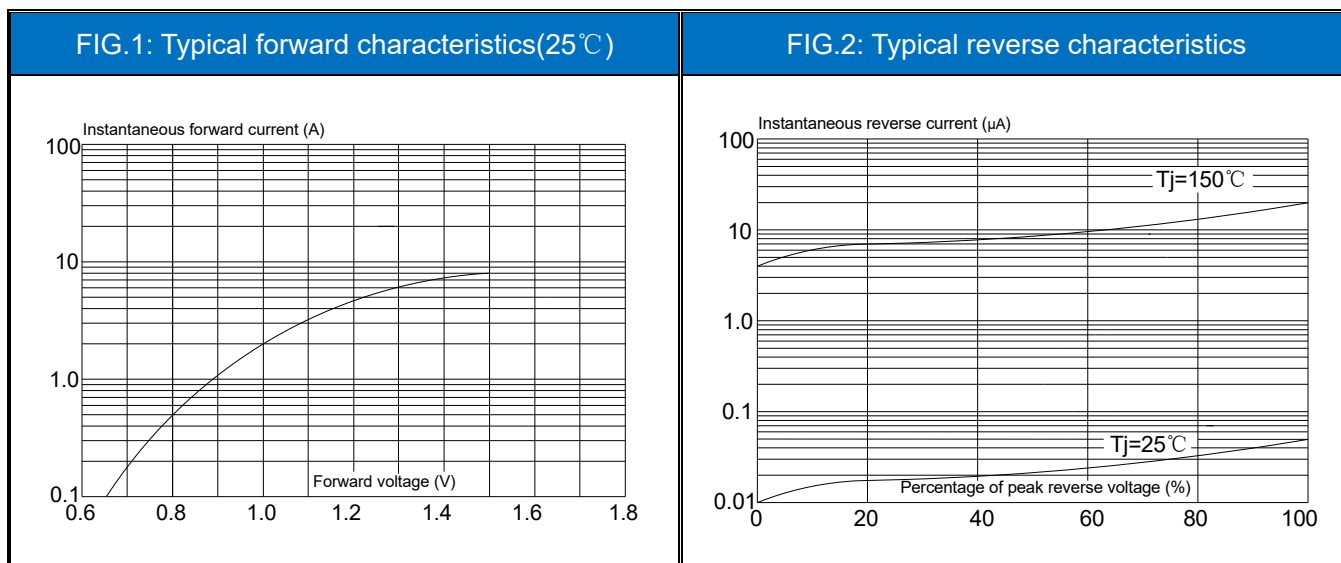 FIG.1: Typical forward characteristics(25℃)
Instantaneous forward current (A)
100
10
1.0
0.1
Forward voltage (V)
0.6 0.8 1.0 1.2 1.4 1.6 1.8
FIG.2: Typical reverse characteristics
Instantaneous reverse current (μA)
100
Tj=150℃
10
1.0
0.1
Tj=25℃
0.01
Percentage of peak reverse voltage (%)
0 20 40 60 80 100